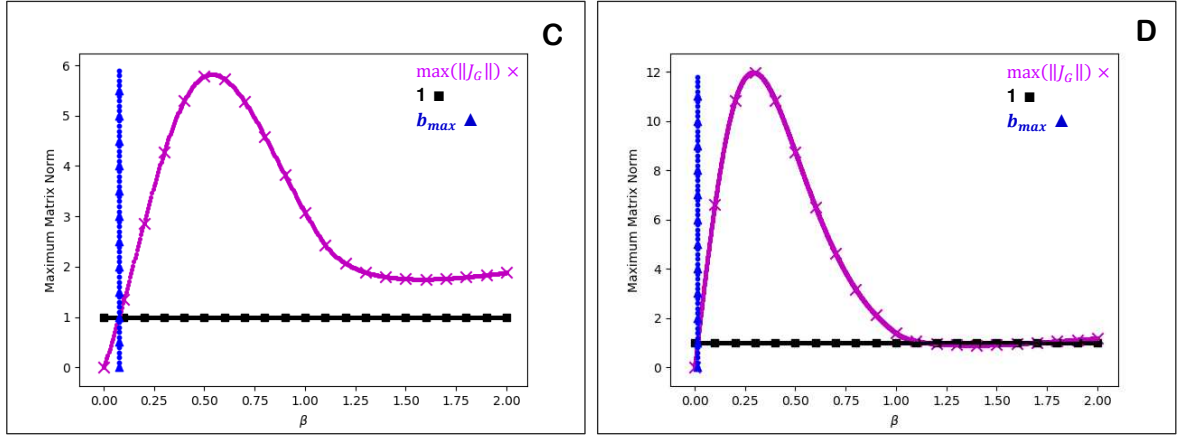 C
max(‖J_G‖) ×
1 ■
b_max ▲
Maximum Matrix Norm
6
5
4
3
2
1
0
0.00 0.25 0.50 0.75 1.00 1.25 1.50 1.75 2.00
β
D
max(‖J_G‖) ×
1 ■
b_max ▲
Maximum Matrix Norm
12
10
8
6
4
2
0
0.00 0.25 0.50 0.75 1.00 1.25 1.50 1.75 2.00
β